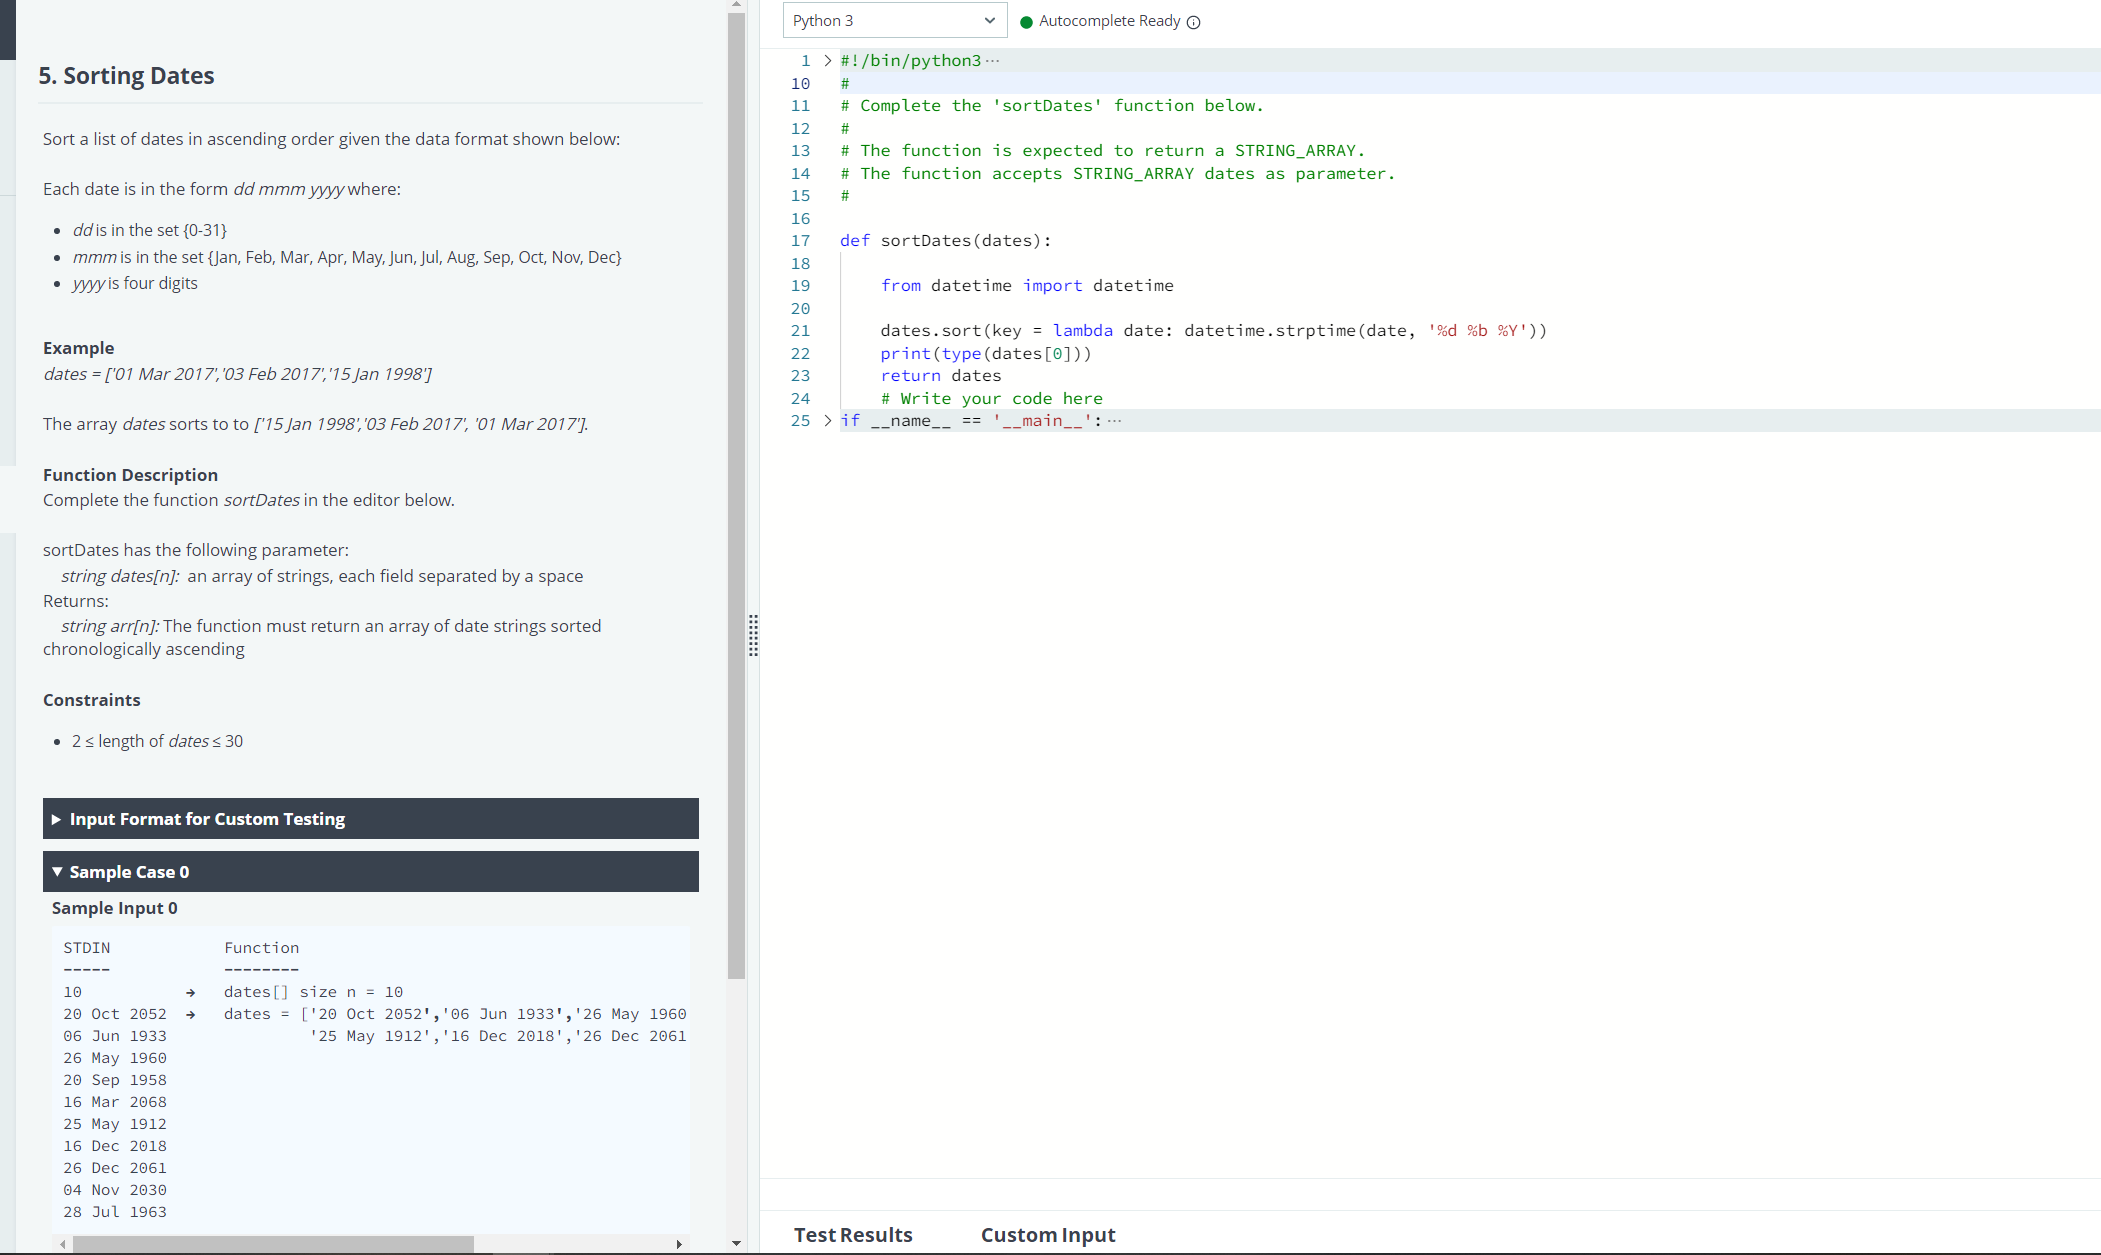 5. Sorting Dates
Sort a list of dates in ascending order given the data format shown below:
Each date is in the form dd mmm yyyy where:
• dd is in the set {0-31}
• mmm is in the set {Jan, Feb, Mar, Apr, May, Jun, Jul, Aug, Sep, Oct, Nov, Dec}
• yyyy is four digits
Example
dates = ['01 Mar 2017','03 Feb 2017','15 Jan 1998']
The array dates sorts to to ['15 Jan 1998','03 Feb 2017', '01 Mar 2017'].
Function Description
Complete the function sortDates in the editor below.
sortDates has the following parameter:
string dates[n]: an array of strings, each field separated by a space
Returns:
string arr[n]: The function must return an array of date strings sorted
chronologically ascending
Constraints
• 2 ≤ length of dates ≤ 30
▶ Input Format for Custom Testing
▼ Sample Case 0
Sample Input 0
STDIN Function
----- --------
10 → dates[] size n = 10
20 Oct 2052 → dates = ['20 Oct 2052','06 Jun 1933','26 May 1960
06 Jun 1933 '25 May 1912','16 Dec 2018','26 Dec 2061
26 May 1960
20 Sep 1958
16 Mar 2068
25 May 1912
16 Dec 2018
26 Dec 2061
04 Nov 2030
28 Jul 1963
Python 3
Autocomplete Ready
1 > #!/bin/python3 ···
10 #
11 # Complete the 'sortDates' function below.
12 #
13 # The function is expected to return a STRING_ARRAY.
14 # The function accepts STRING_ARRAY dates as parameter.
15 #
16
17 def sortDates(dates):
18
19 from datetime import datetime
20
21 dates.sort(key = lambda date: datetime.strptime(date, '%d %b %Y'))
22 print(type(dates[0]))
23 return dates
24 # Write your code here
25 > if __name__ == '__main__': ···
Test Results Custom Input